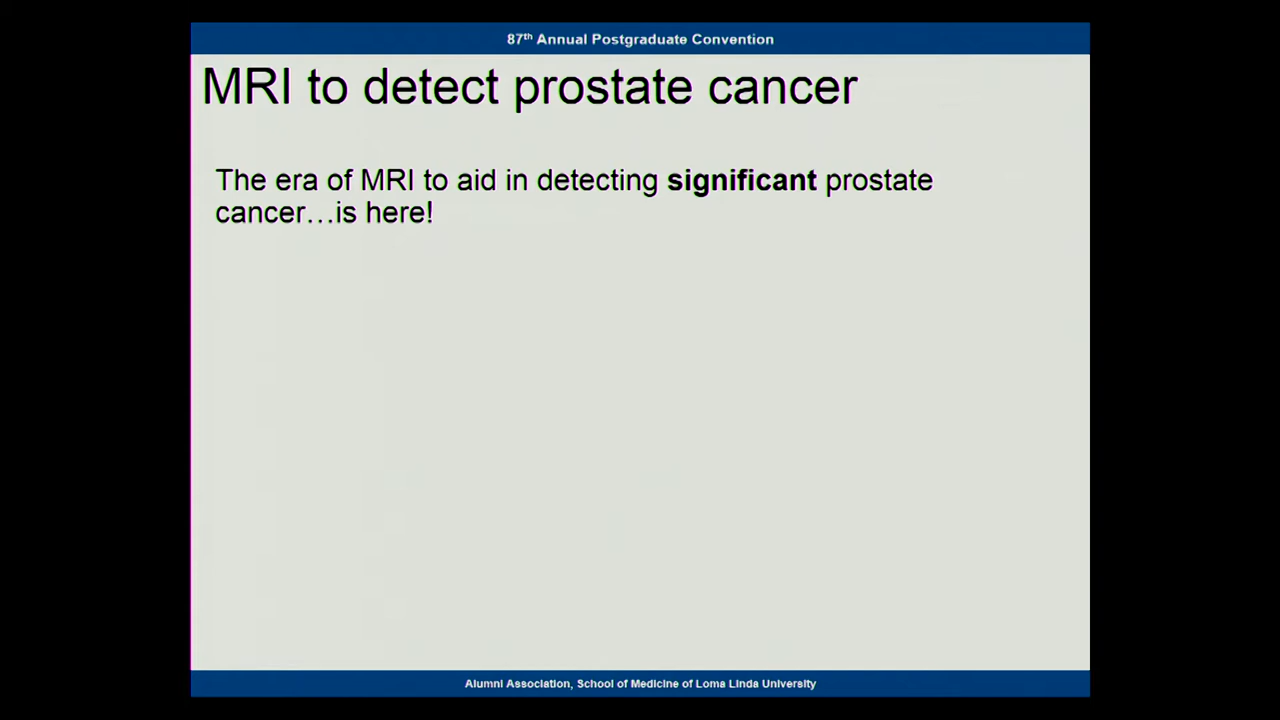 87th Annual Postgraduate Convention
MRI to detect prostate cancer
The era of MRI to aid in detecting significant prostate
cancer…is here!
Alumni Association, School of Medicine of Loma Linda University